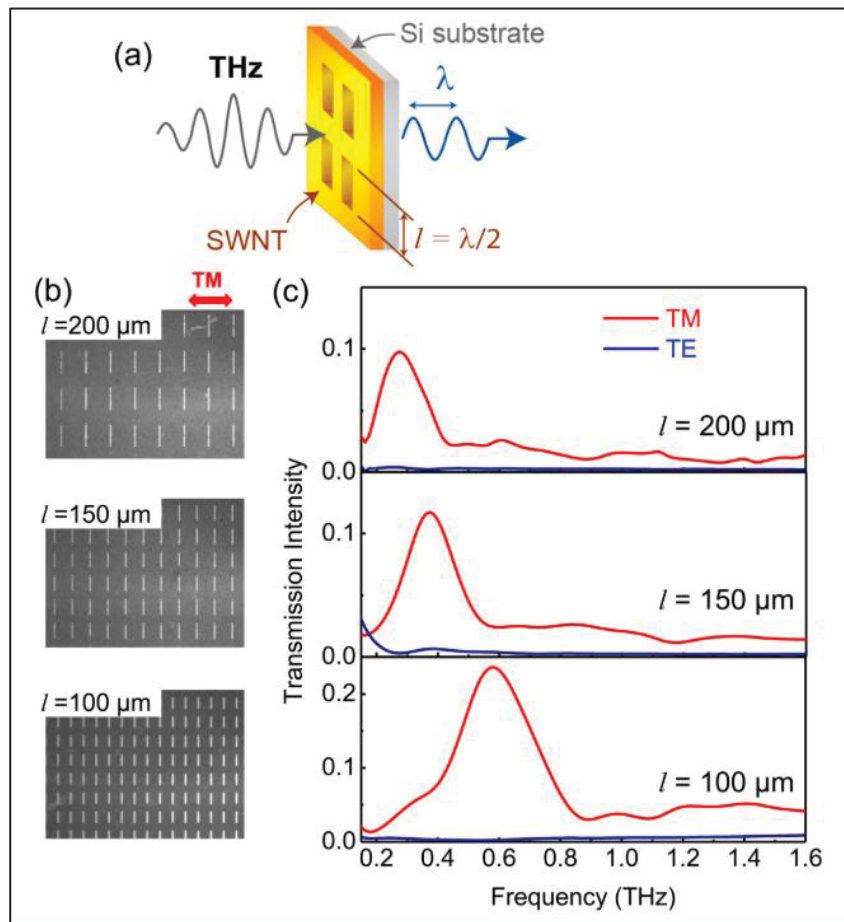 (a)
Si substrate
THz
λ
SWNT
l = λ/2
(b)
TM
l =200 μm
l =150 μm
l =100 μm
(c)
Transmission Intensity
0.1
0.0
TM
TE
l = 200 μm
0.1
0.0
l = 150 μm
0.2
0.1
0.0
l = 100 μm
0.2 0.4 0.6 0.8 1.0 1.2 1.4 1.6
Frequency (THz)